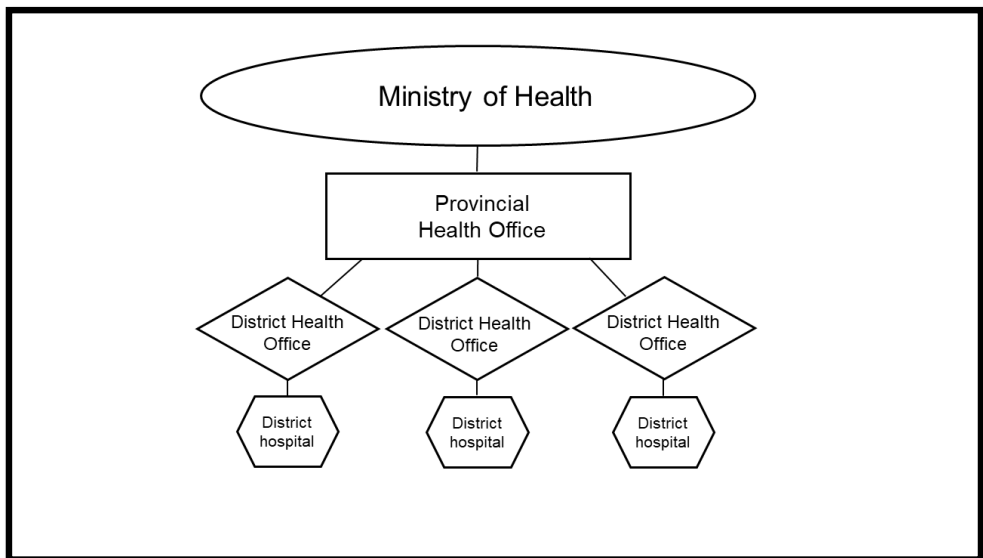 Ministry of Health
Provincial
Health Office
District Health
Office
District Health
Office
District Health
Office
District
hospital
District
hospital
District
hospital